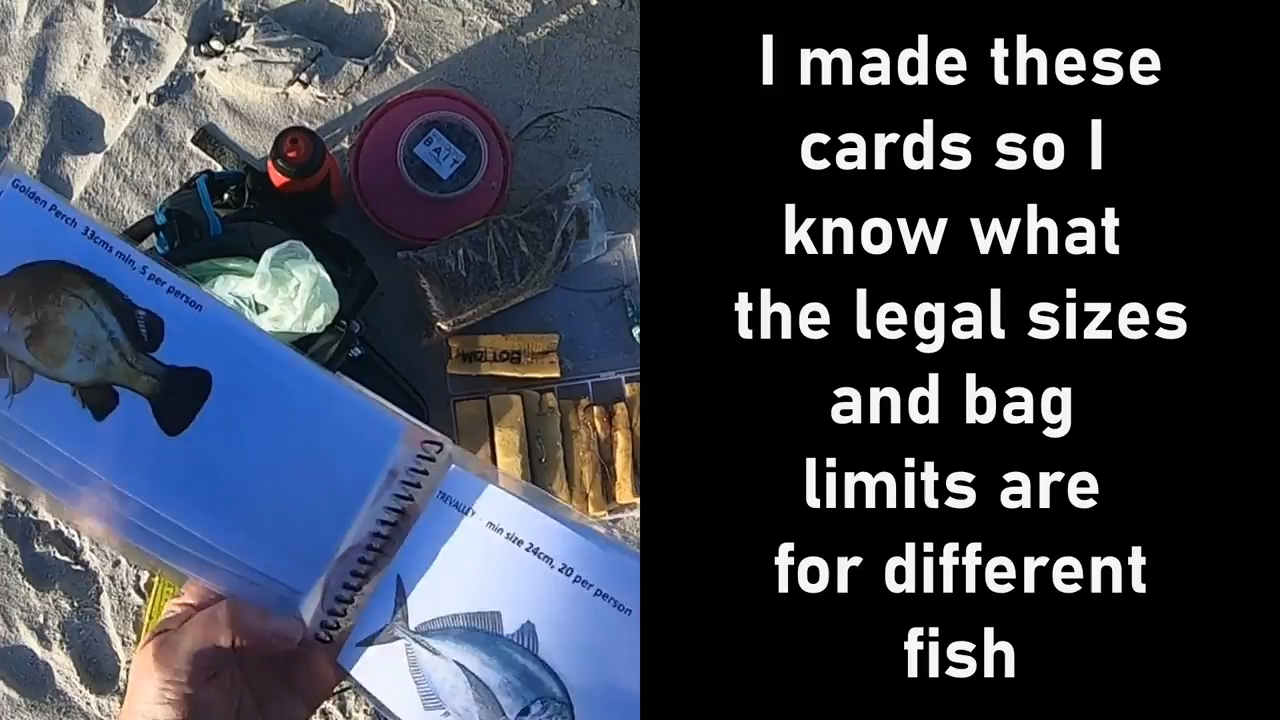 I made these
cards so I
know what
the legal sizes
and bag
limits are
for different
fish
BAIT
Golden Perch 33cms min, 5 per person
BOTTOM
TREVALLEY - min size 24cm, 20 per person